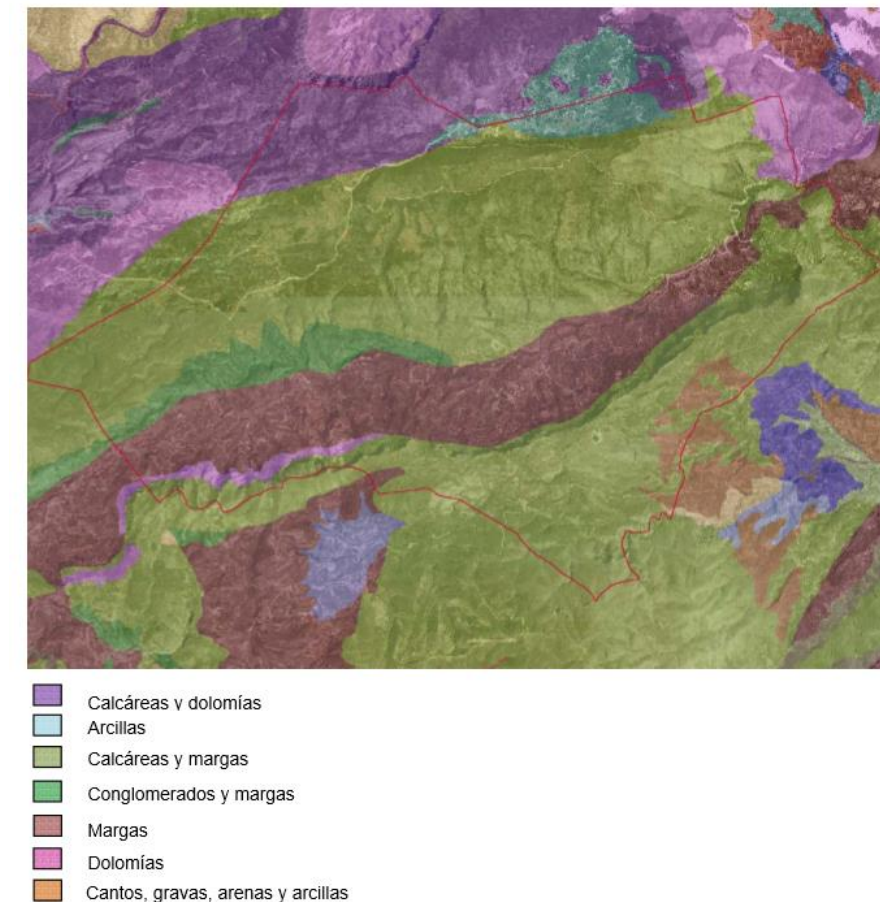 Calcáreas y dolomías
Arcillas
Calcáreas y margas
Conglomerados y margas
Margas
Dolomías
Cantos, gravas, arenas y arcillas